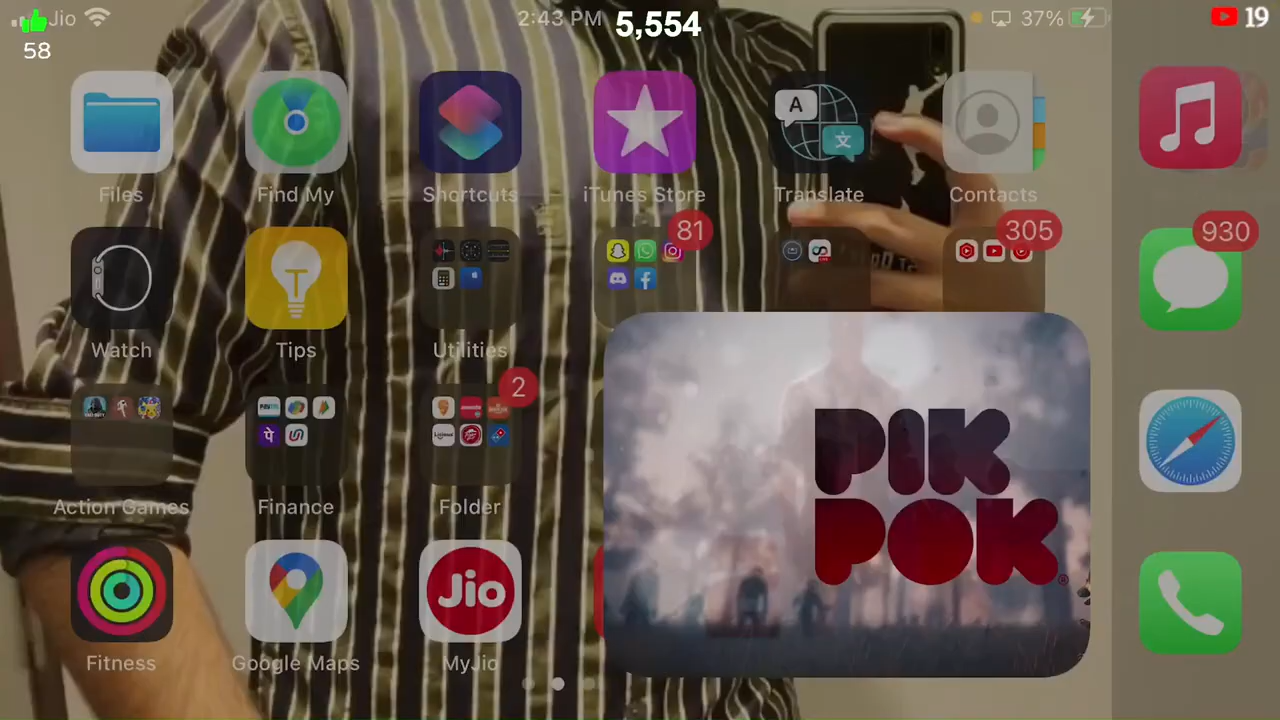 Jio
2:43 PM
5,554
37%
19
58
A
文
Files
Find My
Shortcuts
iTunes Store
Translate
Contacts
81
305
930
Watch
Tips
Utilities
2
Action Games
Finance
Folder
PIK
POK®
Jio
Fitness
Google Maps
MyJio